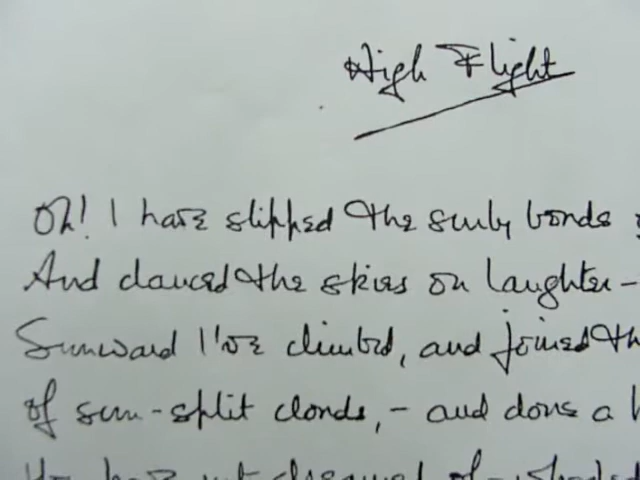 High Flight
Oh! I have slipped the surly bonds
And danced the skies on laughter-
Sunward I've climbed, and joined the
of sun-split clouds, - and done a